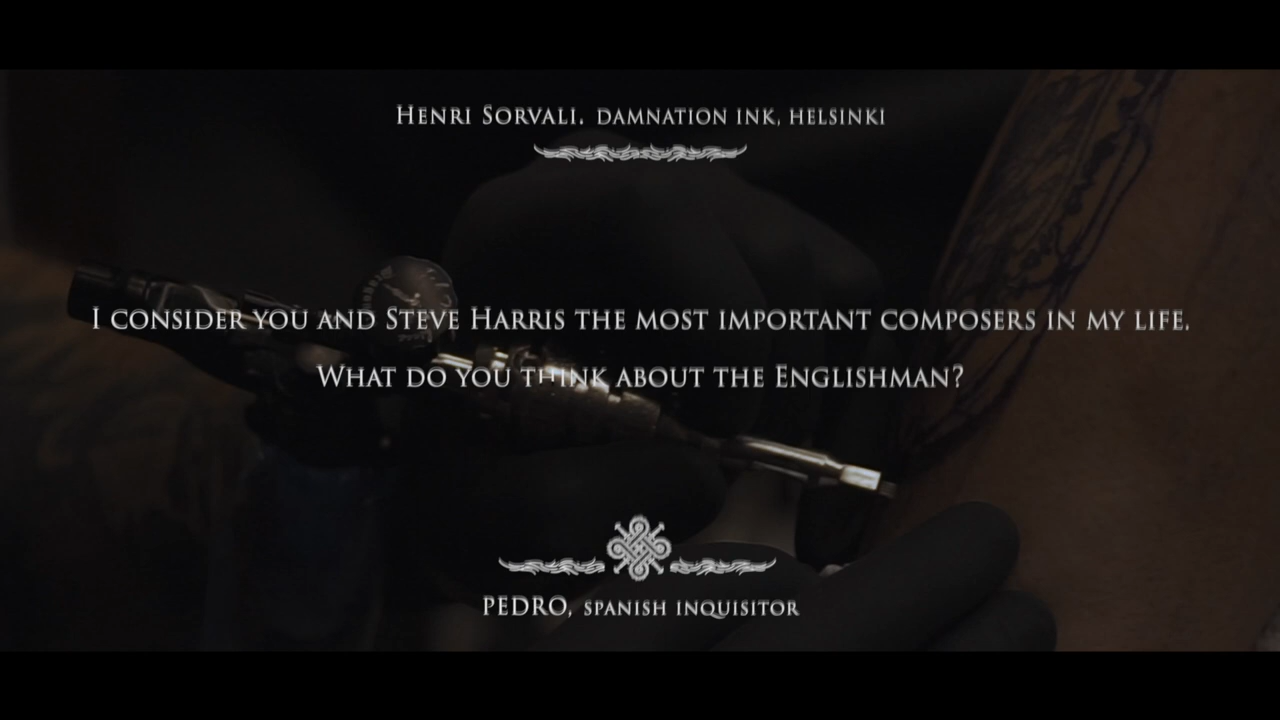 Henri Sorvali. Damnation Ink, Helsinki
I consider you and Steve Harris the most important composers in my life.
What do you think about the Englishman?
Pedro, Spanish Inquisitor